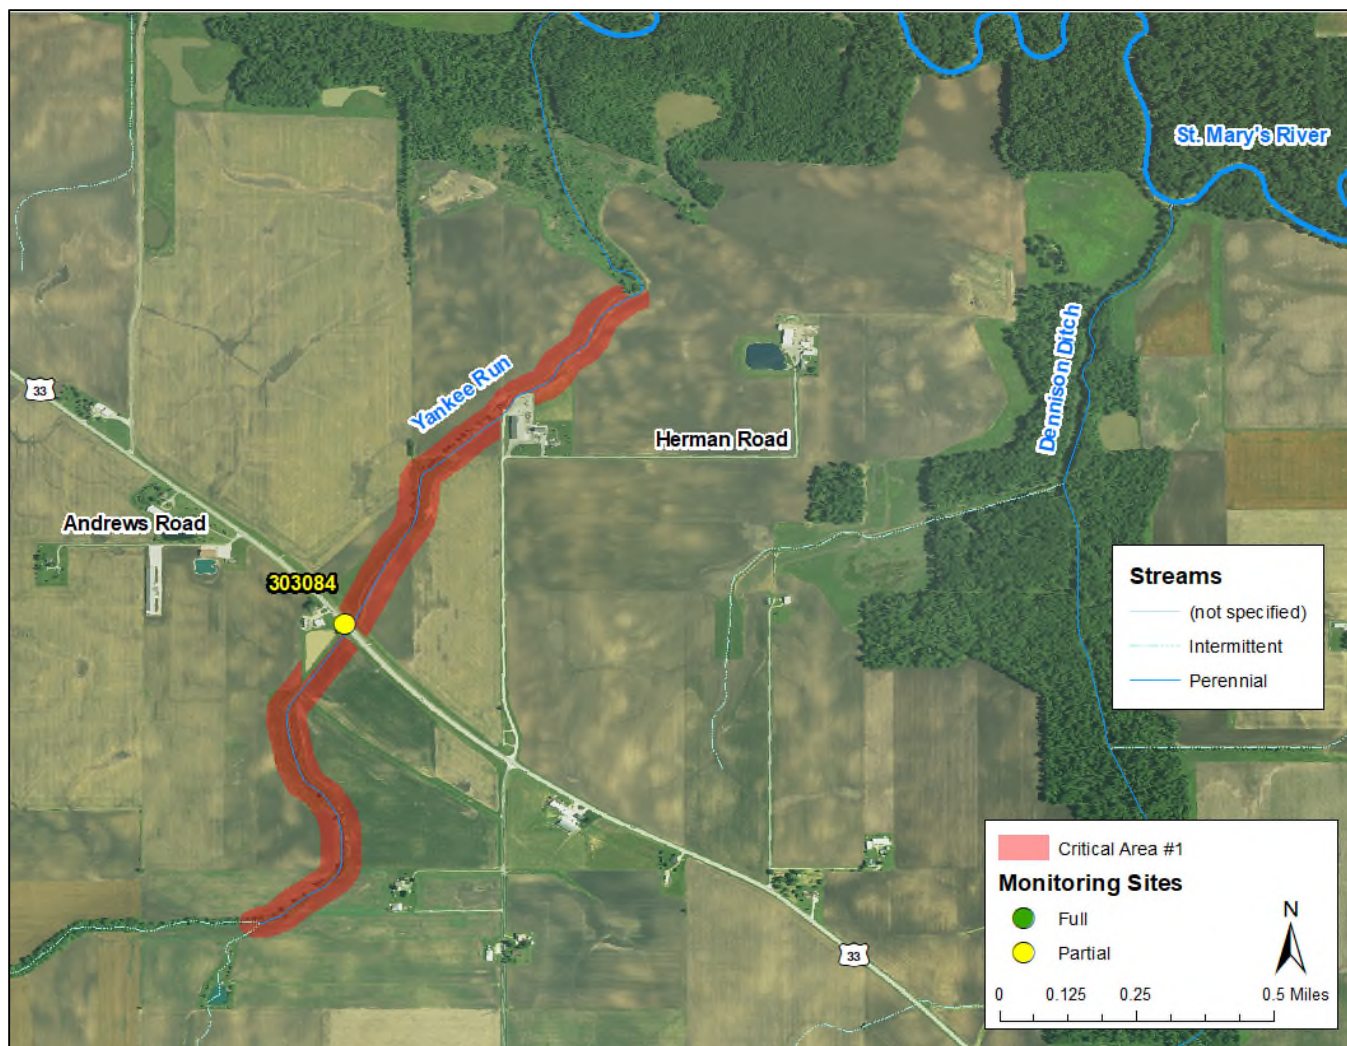 St. Mary's River
33
Yankee Run
Dennison Ditch
Herman Road
Andrews Road
303084
33
Streams
(not specified)
Intermittent
Perennial
Critical Area #1
Monitoring Sites
Full
Partial
N
0 0.125 0.25 0.5 Miles